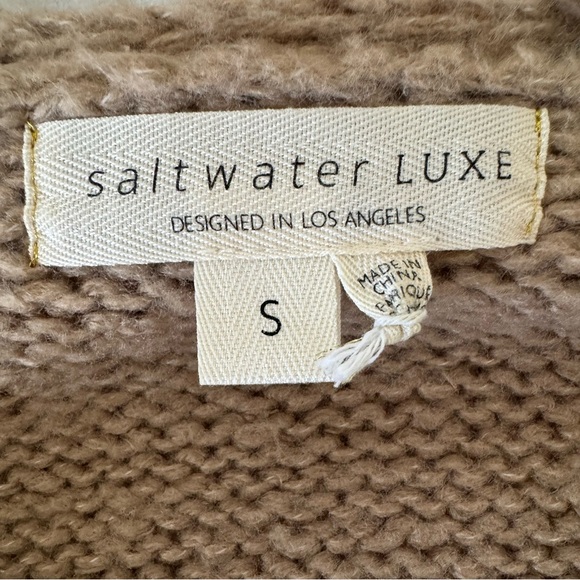 saltwater LUXE
DESIGNED IN LOS ANGELES
S
MADE IN
CHINA